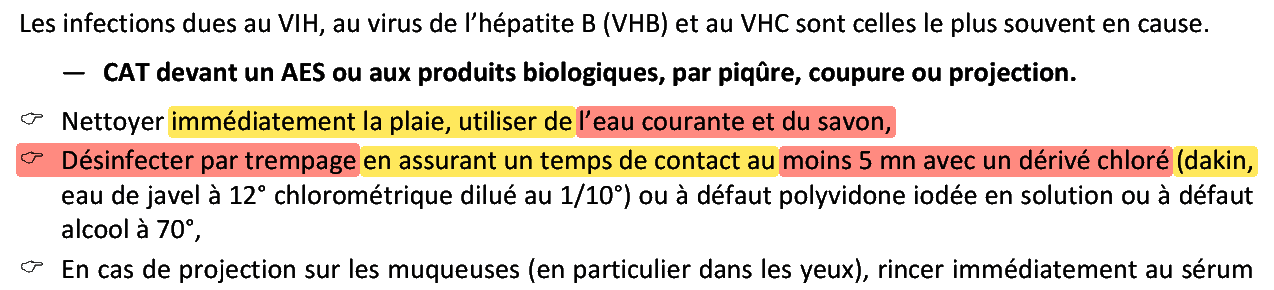 Les infections dues au VIH, au virus de l’hépatite B (VHB) et au VHC sont celles le plus souvent en cause.
— CAT devant un AES ou aux produits biologiques, par piqûre, coupure ou projection.
☞ Nettoyer immédiatement la plaie, utiliser de l’eau courante et du savon,
☞ Désinfecter par trempage en assurant un temps de contact au moins 5 mn avec un dérivé chloré (dakin,
eau de javel à 12° chlorométrique dilué au 1/10°) ou à défaut polyvidone iodée en solution ou à défaut
alcool à 70°,
☞ En cas de projection sur les muqueuses (en particulier dans les yeux), rincer immédiatement au sérum